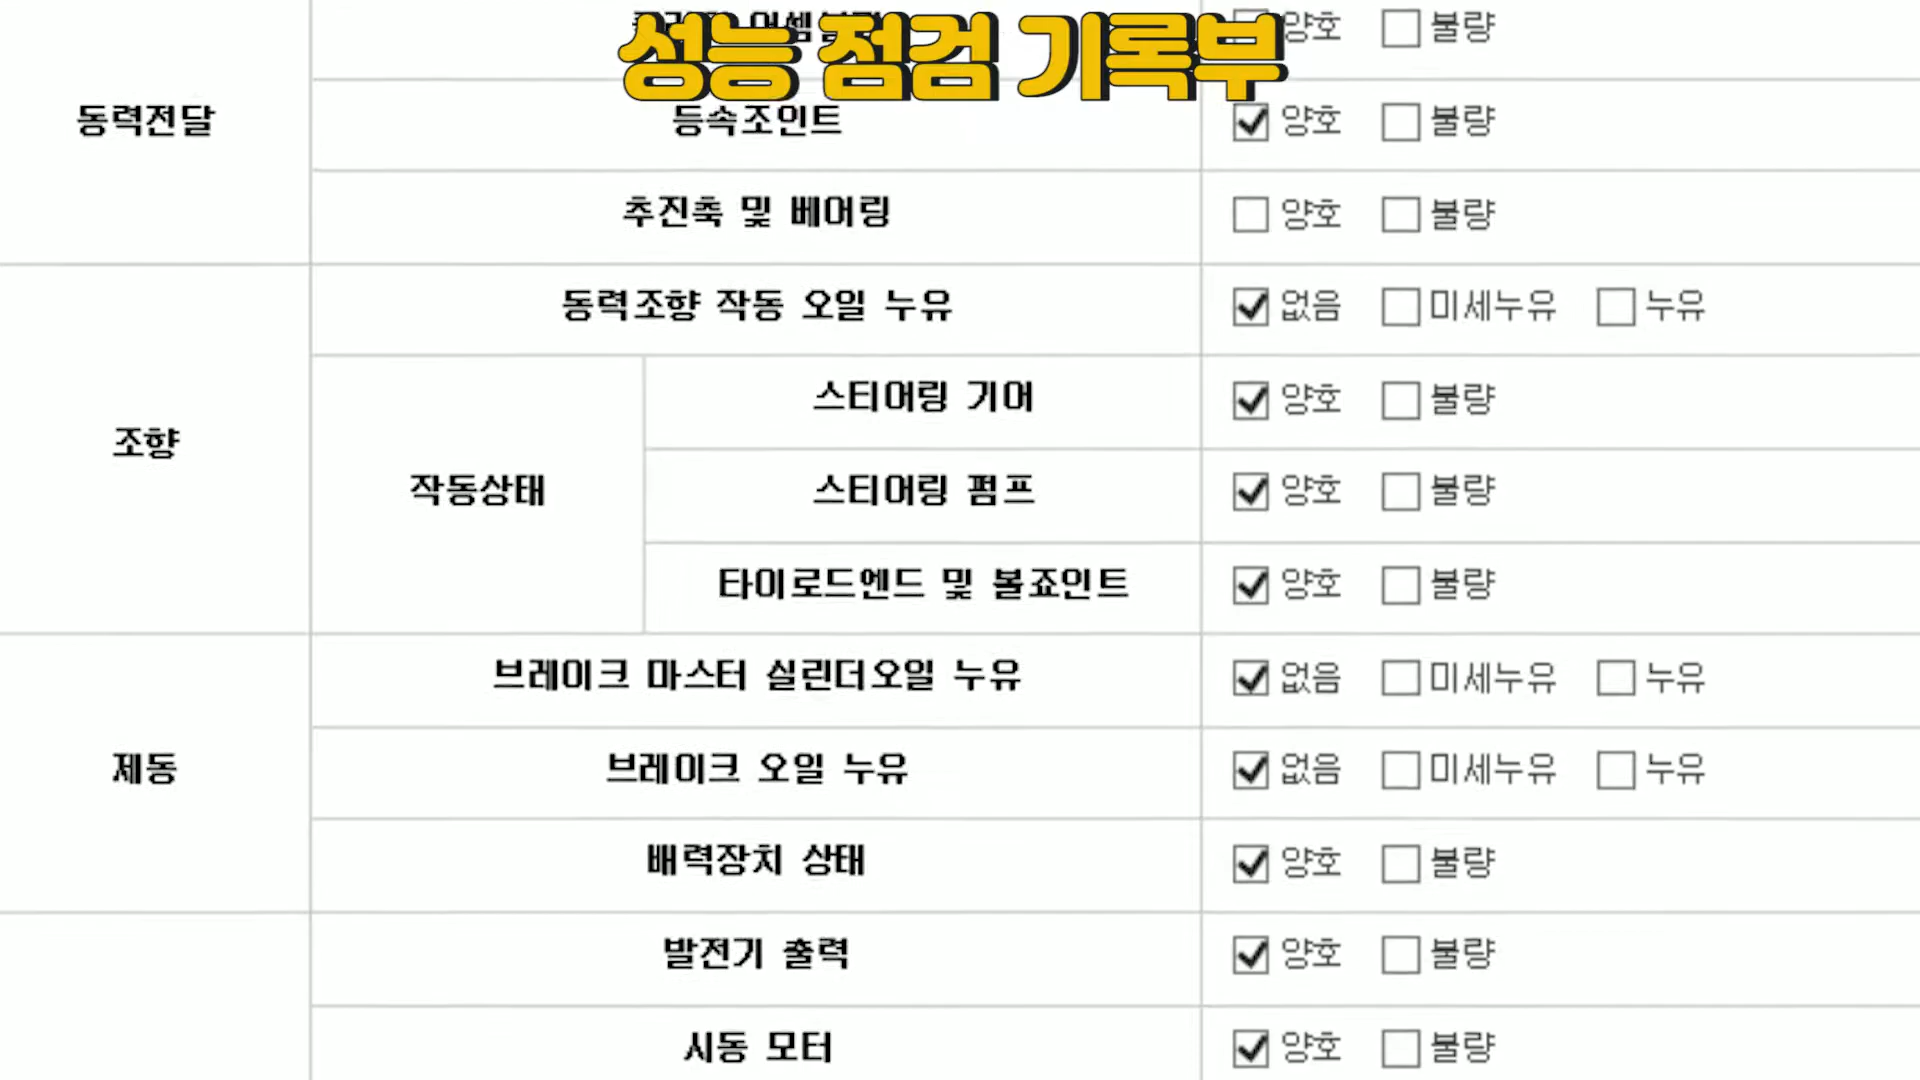 성능 점검 기록부
양호 불량
동력전달
등속조인트 양호 불량
추진축 및 베어링 양호 불량
조향
동력조향 작동 오일 누유 없음 미세누유 누유
작동상태
스티어링 기어 양호 불량
스티어링 펌프 양호 불량
타이로드엔드 및 볼죠인트 양호 불량
제동
브레이크 마스터 실린더오일 누유 없음 미세누유 누유
브레이크 오일 누유 없음 미세누유 누유
배력장치 상태 양호 불량
발전기 출력 양호 불량
시동 모터 양호 불량